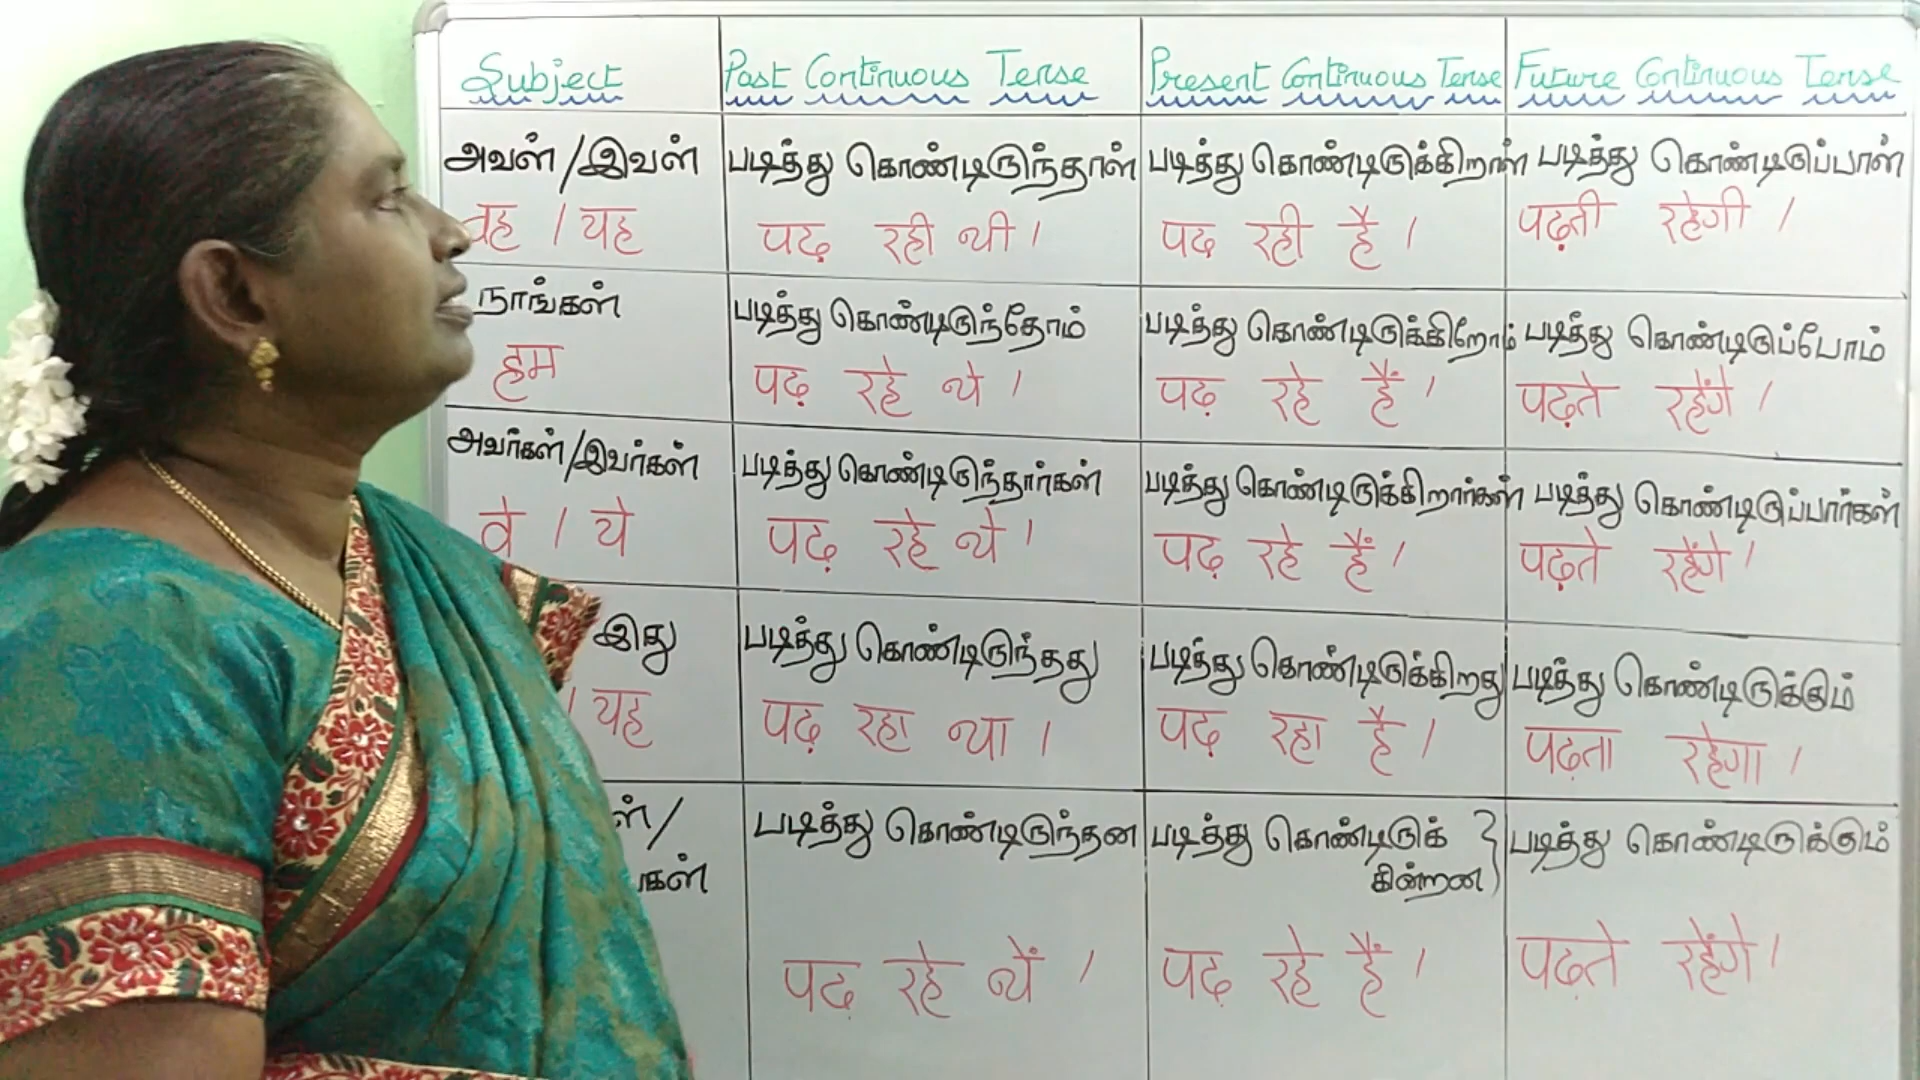 Subject Past Continuous Tense Present Continuous Tense Future Continuous Tense
அவள்/இவள் படித்து கொண்டிருந்தாள் படித்து கொண்டிருக்கிறாள் படித்து கொண்டிருப்பாள்
वह / यह पढ़ रही थी । पढ़ रही है । पढ़ती रहेगी ।
நாங்கள் படித்து கொண்டிருந்தோம் படித்து கொண்டிருக்கிறோம் படித்து கொண்டிருப்போம்
हम पढ़ रहे थे । पढ़ रहे हैं । पढ़ते रहेंगे ।
அவர்கள்/இவர்கள் படித்து கொண்டிருந்தார்கள் படித்து கொண்டிருக்கிறார்கள் படித்து கொண்டிருப்பார்கள்
वे / ये पढ़ रहे थे । पढ़ रहे हैं । पढ़ते रहेंगे ।
இது படித்து கொண்டிருந்தது படித்து கொண்டிருக்கிறது படித்து கொண்டிருக்கும்
/ यह पढ़ रहा था । पढ़ रहा है । पढ़ता रहेगा ।
ள்/ படித்து கொண்டிருந்தன படித்து கொண்டிருக் படித்து கொண்டிருக்கும்
கள் கின்றன
पढ़ रहे थें । पढ़ रहे हैं । पढ़ते रहेंगे ।